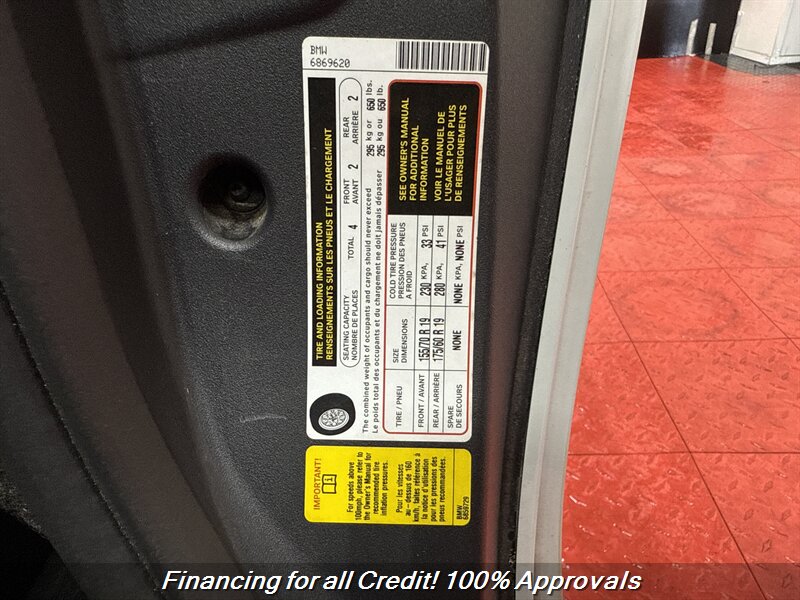 BMW
6869620
TIRE AND LOADING INFORMATION
RENSEIGNEMENTS SUR LES PNEUS ET LE CHARGEMENT
SEATING CAPACITY
NOMBRE DE PLACES
TOTAL 4
FRONT
AVANT 2
REAR
ARRIÈRE 2
The combined weight of occupants and cargo should never exceed 295 kg or 650 lbs.
Le poids total des occupants et du chargement ne doit jamais dépasser 295 kg ou 650 lb.
TIRE / PNEU
SIZE
DIMENSIONS
COLD TIRE PRESSURE
PRESSION DES PNEUS
A FROID
FRONT / AVANT 155/70 R 19 230 KPA, 33 PSI
REAR / ARRIÈRE 175/60 R 19 280 KPA, 41 PSI
SPARE
DE SECOURS
NONE NONE KPA, NONE PSI
SEE OWNER'S MANUAL
FOR ADDITIONAL
INFORMATION
VOIR LE MANUEL DE
L'USAGER POUR PLUS
DE RENSEIGNEMENTS
IMPORTANT!
For speeds above
100mph, please refer to
the Owner's Manual for
recommended tire
inflation pressures.
Pour les vitesses
au - dessus de 160
km/h, faites référence à
la notice d'utilisation
pour les pressions des
pneus recommandées.
BMW
6858729
Financing for all Credit! 100% Approvals